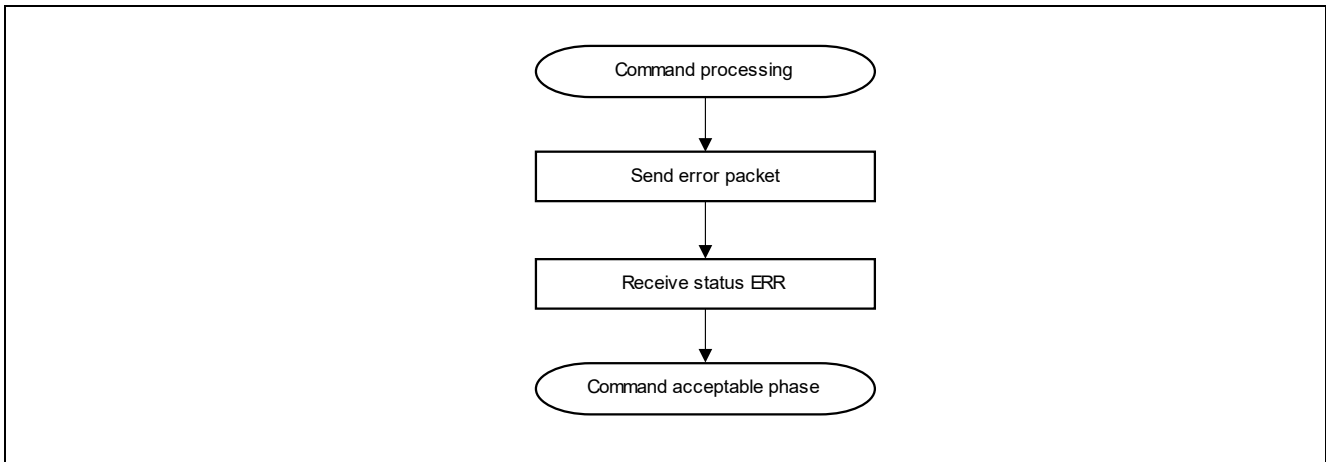 Command processing
Send error packet
Receive status ERR
Command acceptable phase